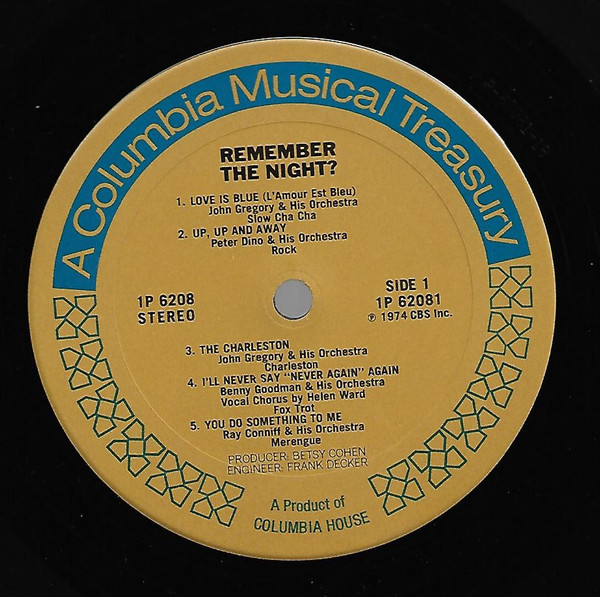 A Columbia Musical Treasury
REMEMBER
THE NIGHT?
1. LOVE IS BLUE (L'Amour Est Bleu)
John Gregory & His Orchestra
Slow Cha Cha
2. UP, UP AND AWAY
Peter Dino & His Orchestra
Rock
1P 6208
STEREO
SIDE 1
1P 62081
℗ 1974 CBS Inc.
3. THE CHARLESTON
John Gregory & His Orchestra
Charleston
4. I'LL NEVER SAY "NEVER AGAIN" AGAIN
Benny Goodman & His Orchestra
Vocal Chorus by Helen Ward
Fox Trot
5. YOU DO SOMETHING TO ME
Ray Conniff & His Orchestra
Merengue
PRODUCER: BETSY COHEN
ENGINEER: FRANK DECKER
A Product of
COLUMBIA HOUSE